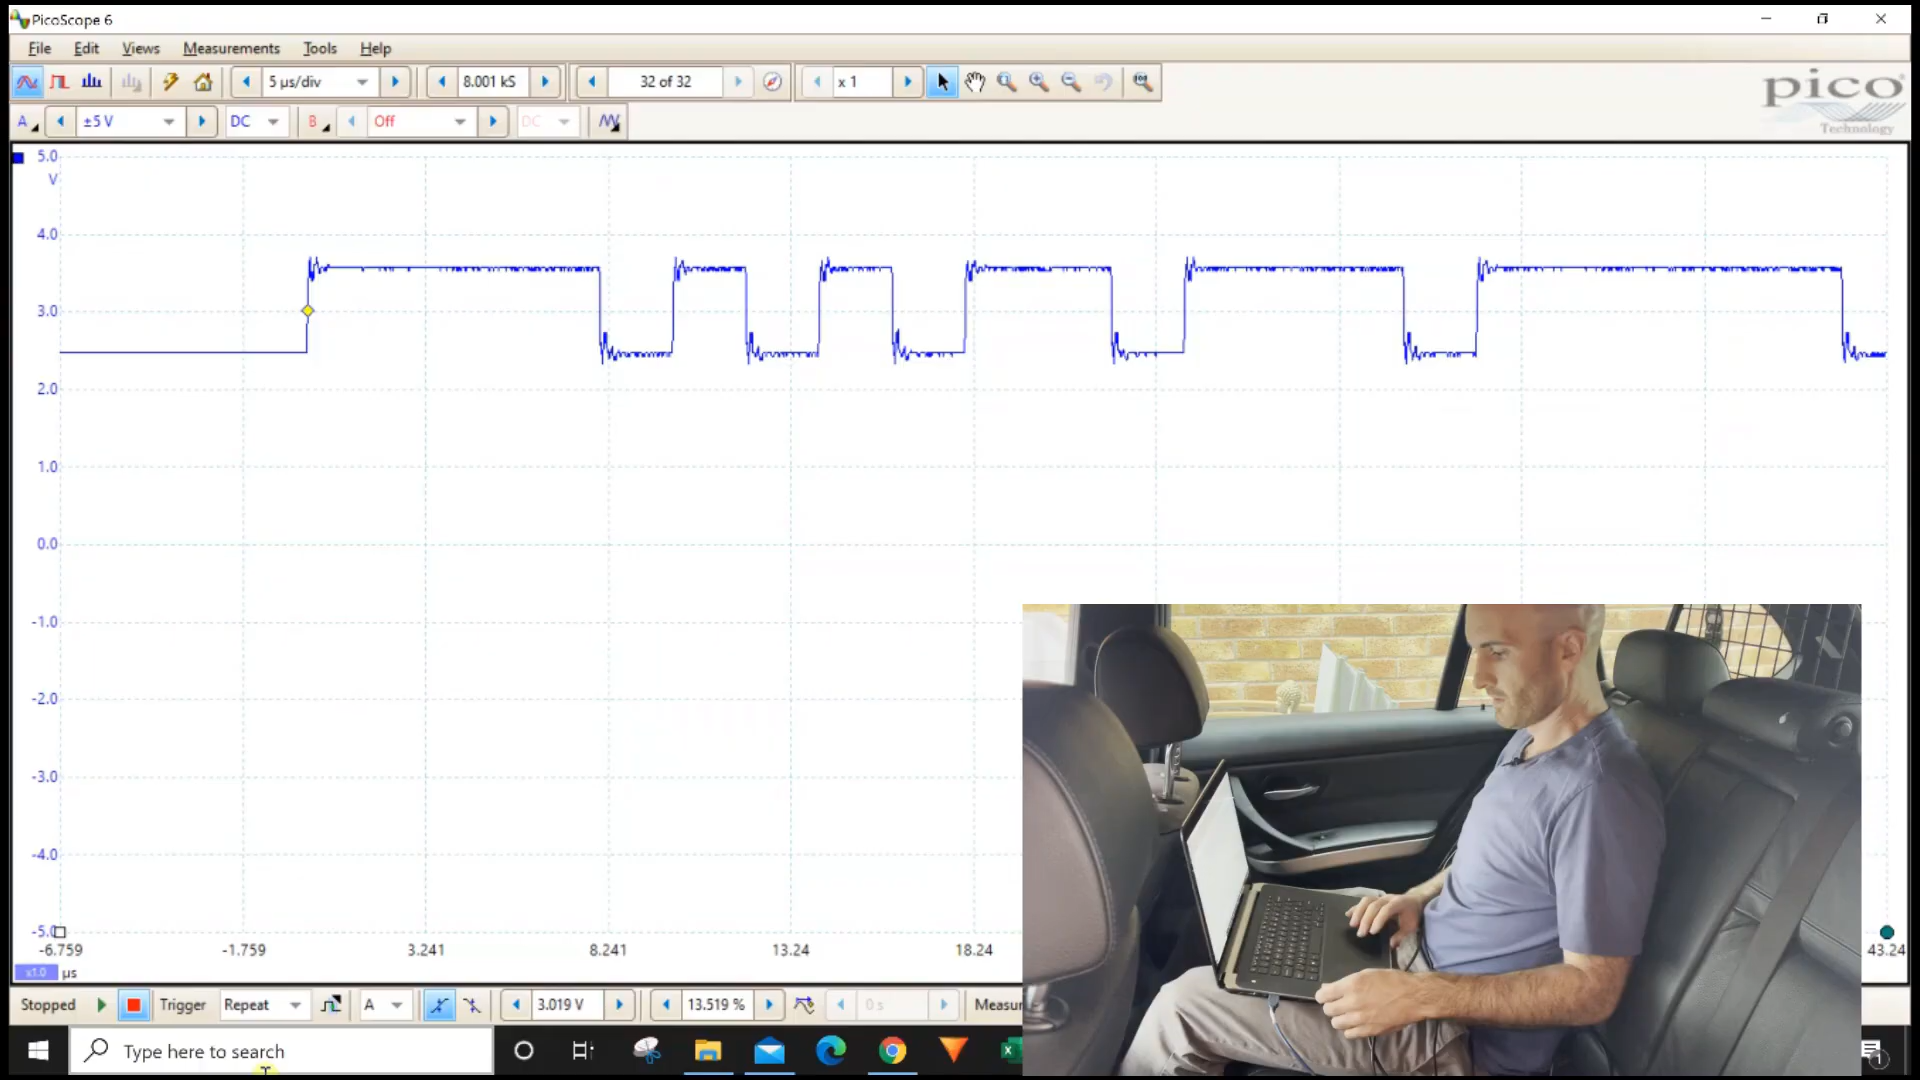 PicoScope 6
File Edit Views Measurements Tools Help
5 µs/div 8.001 kS 32 of 32 x 1
pico
Technology
A ±5 V DC B Off DC
5.0
V
4.0
3.0
2.0
1.0
0.0
-1.0
-2.0
-3.0
-4.0
-5.0
-6.759 -1.759 3.241 8.241 13.24 18.24 43.24
x1.0 µs
Stopped Trigger Repeat A 3.019 V 13.519 % 0 s Measur
Type here to search
1